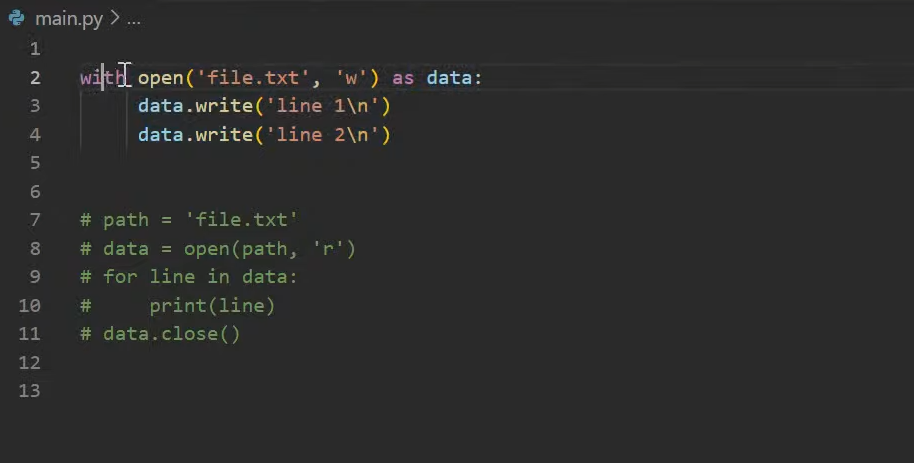 main.py > ...
1
2 with open('file.txt', 'w') as data:
3     data.write('line 1\n')
4     data.write('line 2\n')
5
6
7 # path = 'file.txt'
8 # data = open(path, 'r')
9 # for line in data:
10 #     print(line)
11 # data.close()
12
13